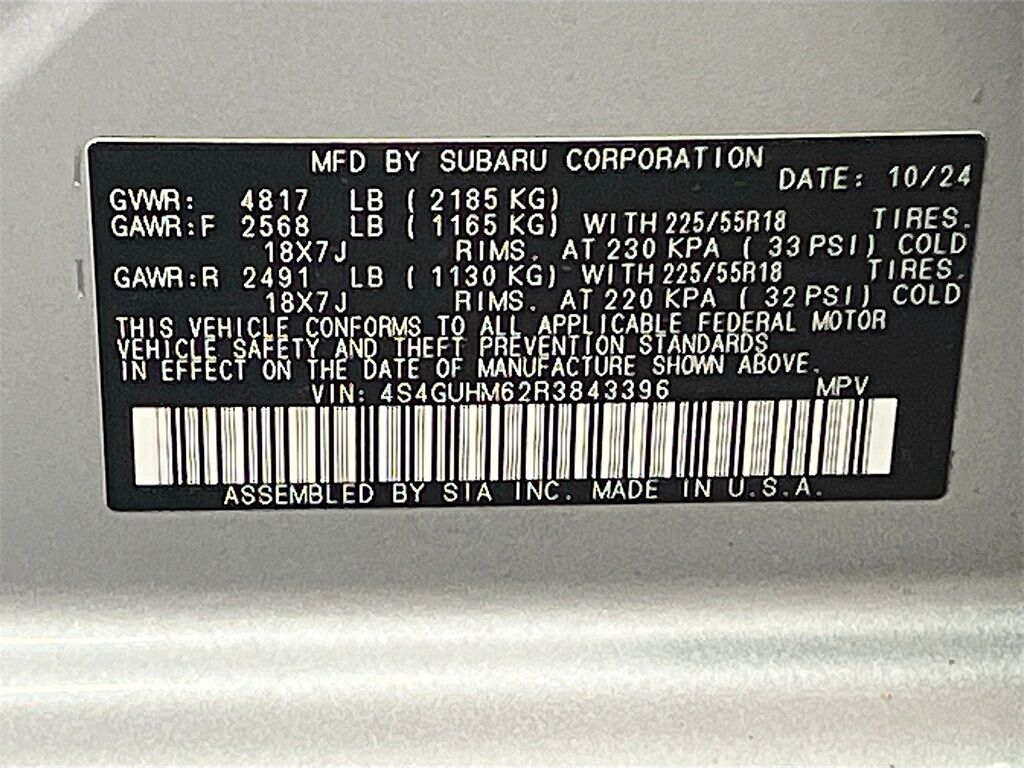 MFD BY SUBARU CORPORATION
DATE: 10/24
GVWR: 4817 LB ( 2185 KG)
GAWR:F 2568 LB ( 1165 KG) WITH 225/55R18 TIRES.
18X7J RIMS. AT 230 KPA ( 33 PSI) COLD
GAWR:R 2491 LB ( 1130 KG) WITH 225/55R18 TIRES.
18X7J RIMS. AT 220 KPA ( 32 PSI) COLD
THIS VEHICLE CONFORMS TO ALL APPLICABLE FEDERAL MOTOR
VEHICLE SAFETY AND THEFT PREVENTION STANDARDS
IN EFFECT ON THE DATE OF MANUFACTURE SHOWN ABOVE.
VIN: 4S4GUHM62R3843396 MPV
ASSEMBLED BY SIA INC. MADE IN U.S.A.